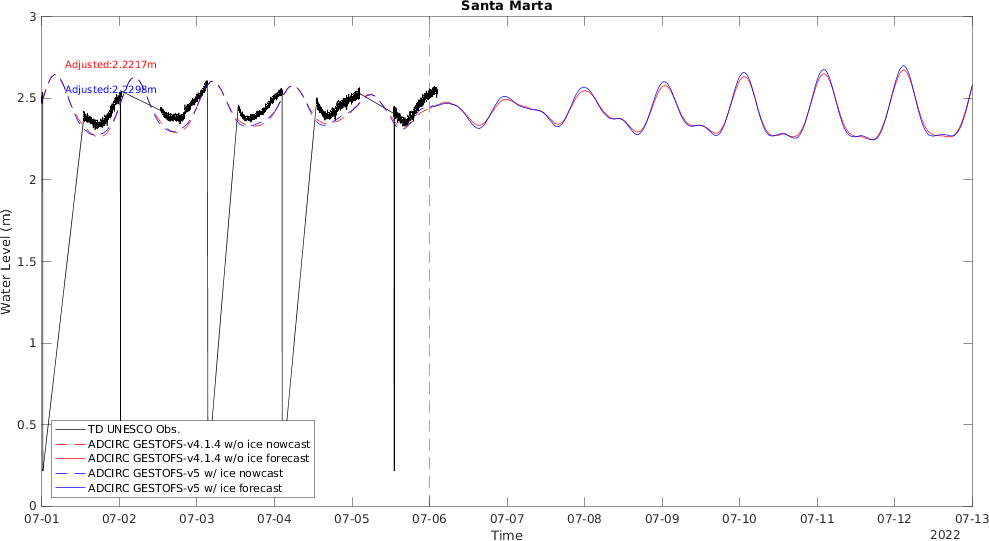 Santa Marta
3
2.5
2
1.5
1
0.5
0
Water Level (m)
Adjusted:2.2217m
Adjusted:2.2298m
TD UNESCO Obs.
ADCIRC GESTOFS-v4.1.4 w/o ice nowcast
ADCIRC GESTOFS-v4.1.4 w/o ice forecast
ADCIRC GESTOFS-v5 w/ ice nowcast
ADCIRC GESTOFS-v5 w/ ice forecast
07-01 07-02 07-03 07-04 07-05 07-06 07-07 07-08 07-09 07-10 07-11 07-12 07-13
Time
2022